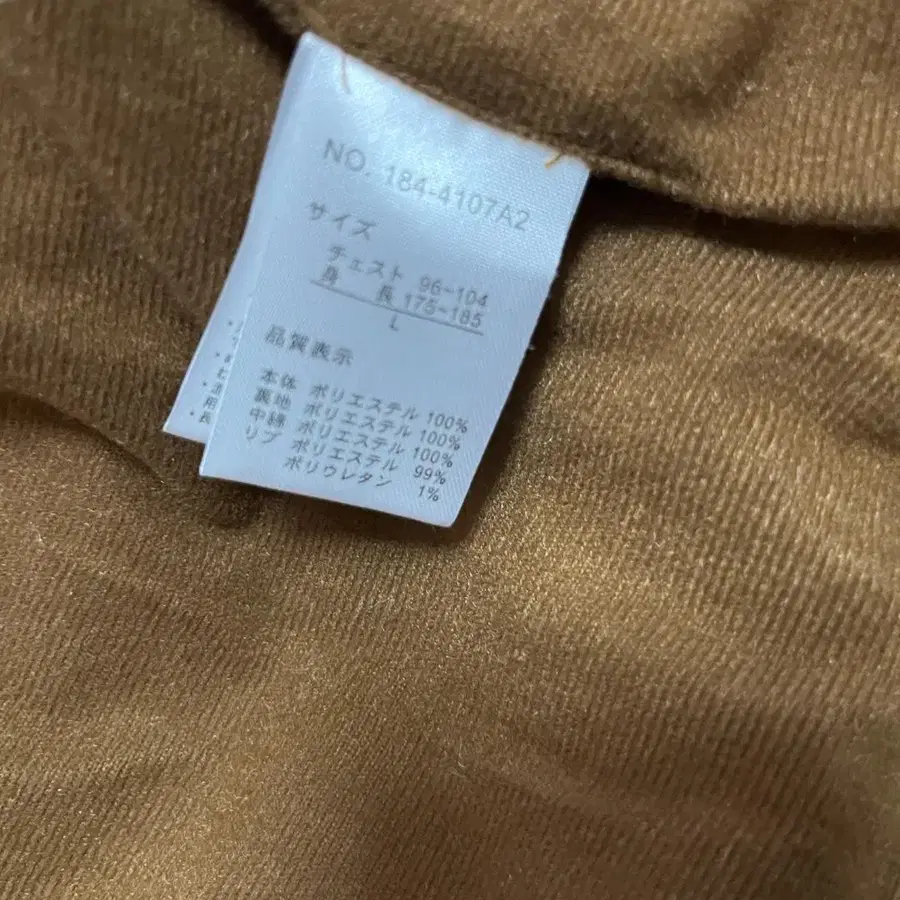 NO. 184-4107A2
サイズ
チェスト 96~104
身 長 175~185
L
品質表示
本体 ポリエステル 100%
裏地 ポリエステル 100%
中綿 ポリエステル 100%
リブ ポリエステル 99%
ポリウレタン 1%